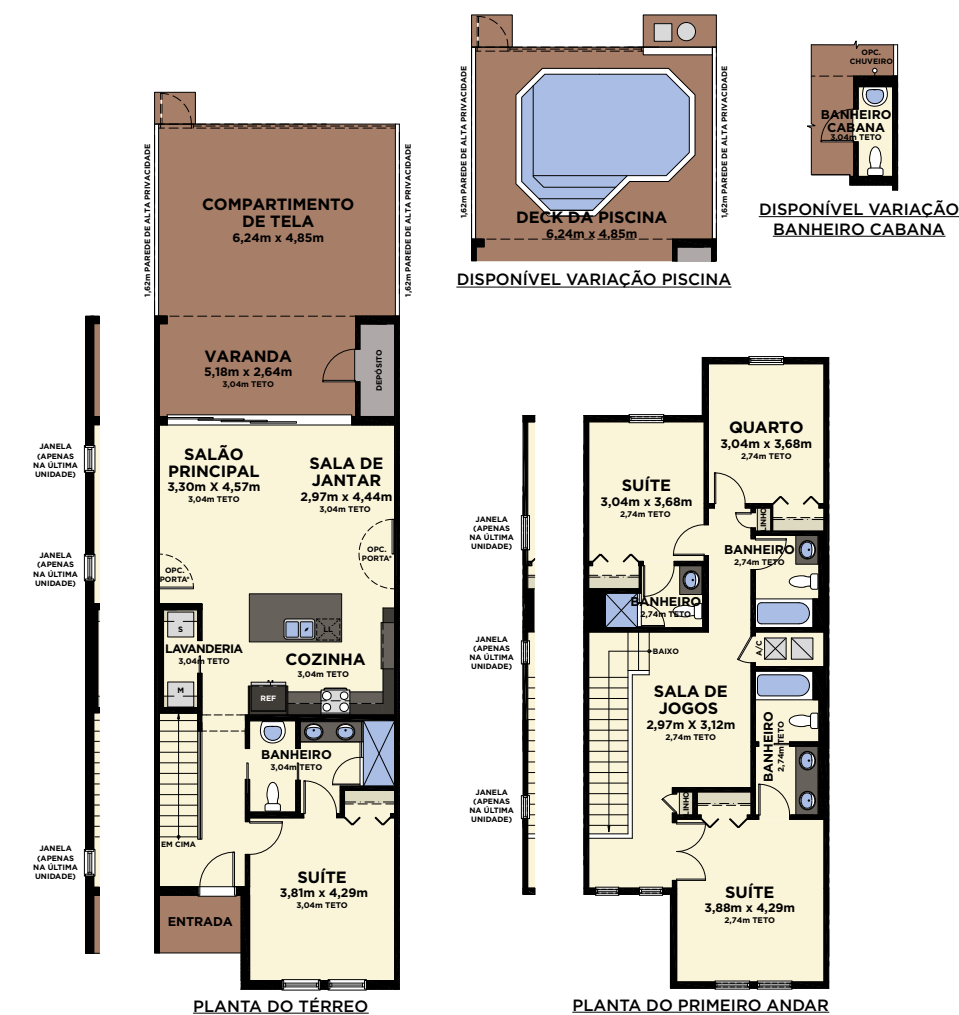 1,62m PAREDE DE ALTA PRIVACIDADE
1,62m PAREDE DE ALTA PRIVACIDADE
COMPARTIMENTO
DE TELA
6,24m x 4,85m
VARANDA
5,18m x 2,64m
3,04m TETO
DEPÓSITO
JANELA
(APENAS
NA ÚLTIMA
UNIDADE)
JANELA
(APENAS
NA ÚLTIMA
UNIDADE)
JANELA
(APENAS
NA ÚLTIMA
UNIDADE)
SALÃO
PRINCIPAL
3,30m X 4,57m
3,04m TETO
SALA DE
JANTAR
2,97m x 4,44m
3,04m TETO
OPC.
PORTA*
OPC.
PORTA*
S
LAVANDERIA
3,04m TETO
M
LL
COZINHA
3,04m TETO
REF
BANHEIRO
3,04m TETO
EM CIMA
SUÍTE
3,81m x 4,29m
3,04m TETO
ENTRADA
PLANTA DO TÉRREO
1,62m PAREDE DE ALTA PRIVACIDADE
1,62m PAREDE DE ALTA PRIVACIDADE
DECK DA PISCINA
6,24m x 4,85m
DISPONÍVEL VARIAÇÃO PISCINA
OPC.
CHUVEIRO
BANHEIRO
CABANA
3,04m TETO
DISPONÍVEL VARIAÇÃO
BANHEIRO CABANA
QUARTO
3,04m x 3,68m
2,74m TETO
SUÍTE
3,04m x 3,68m
2,74m TETO
LINHO
BANHEIRO
2,74m TETO
BANHEIRO
2,74m TETO
JANELA
(APENAS
NA ÚLTIMA
UNIDADE)
JANELA
(APENAS
NA ÚLTIMA
UNIDADE)
JANELA
(APENAS
NA ÚLTIMA
UNIDADE)
BAIXO
A/C
SALA DE
JOGOS
2,97m X 3,12m
2,74m TETO
BANHEIRO
2,74m TETO
LINHO
SUÍTE
3,88m x 4,29m
2,74m TETO
PLANTA DO PRIMEIRO ANDAR